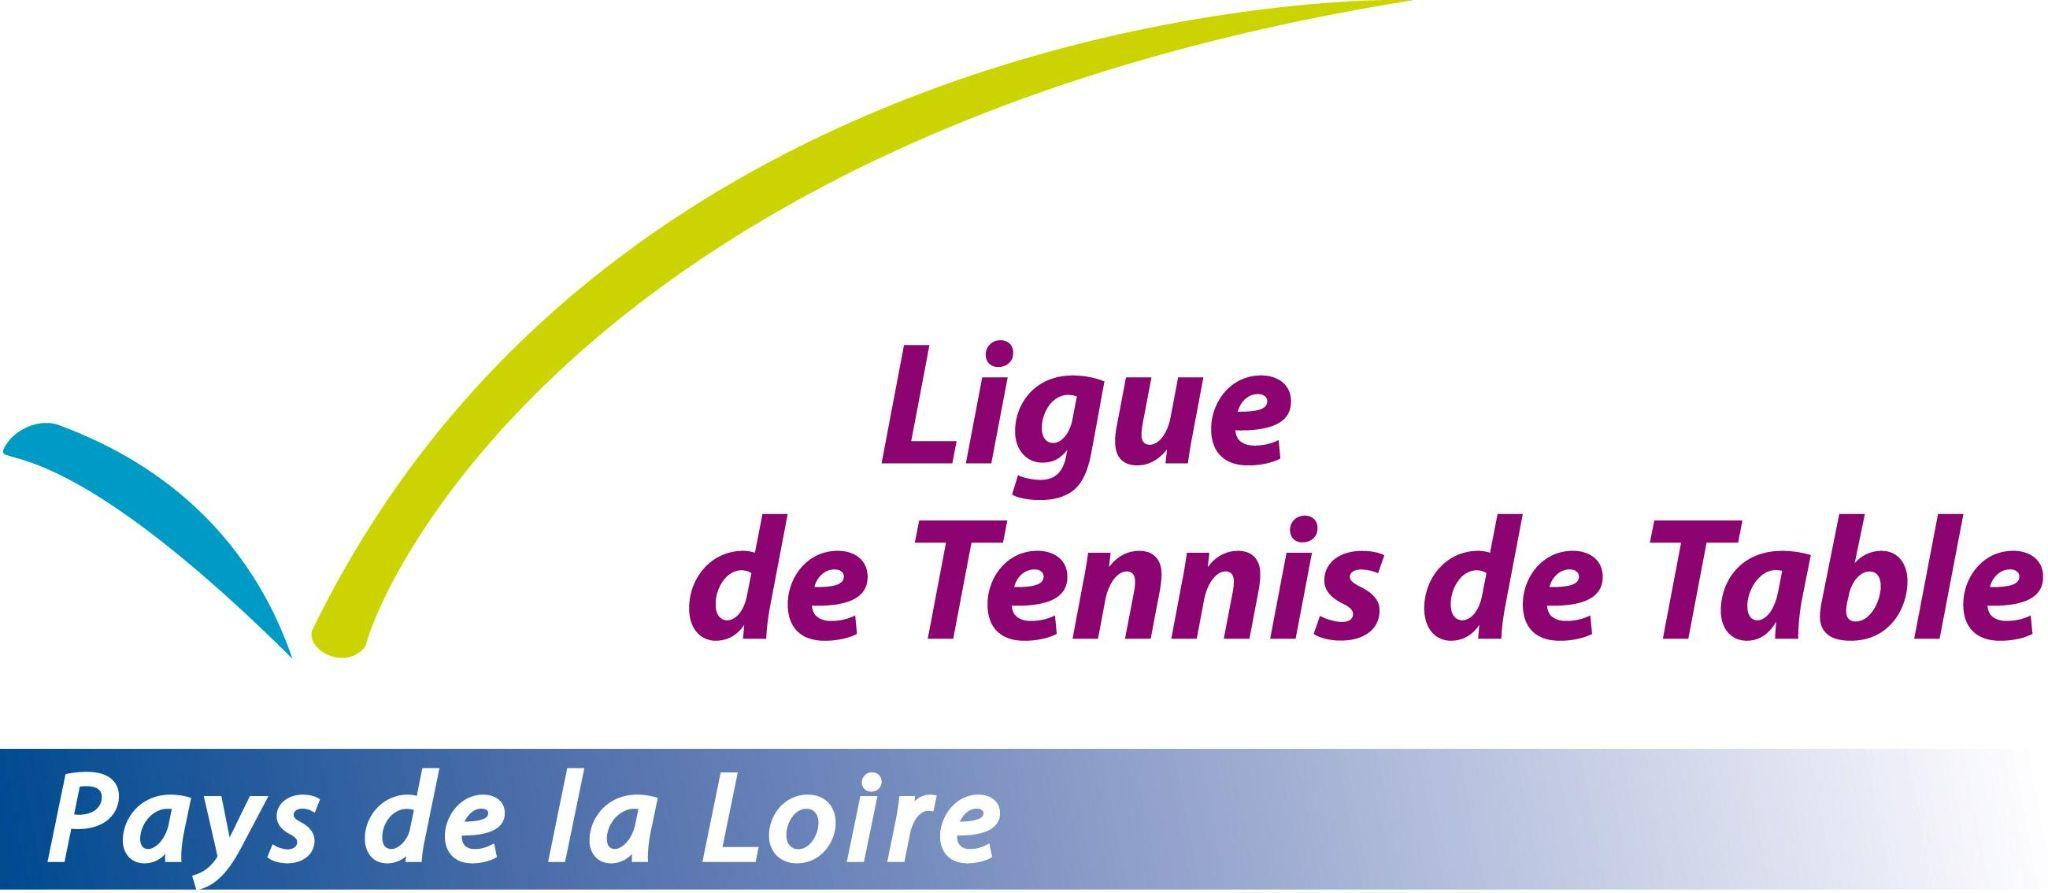 Ligue
de Tennis de Table
Pays de la Loire